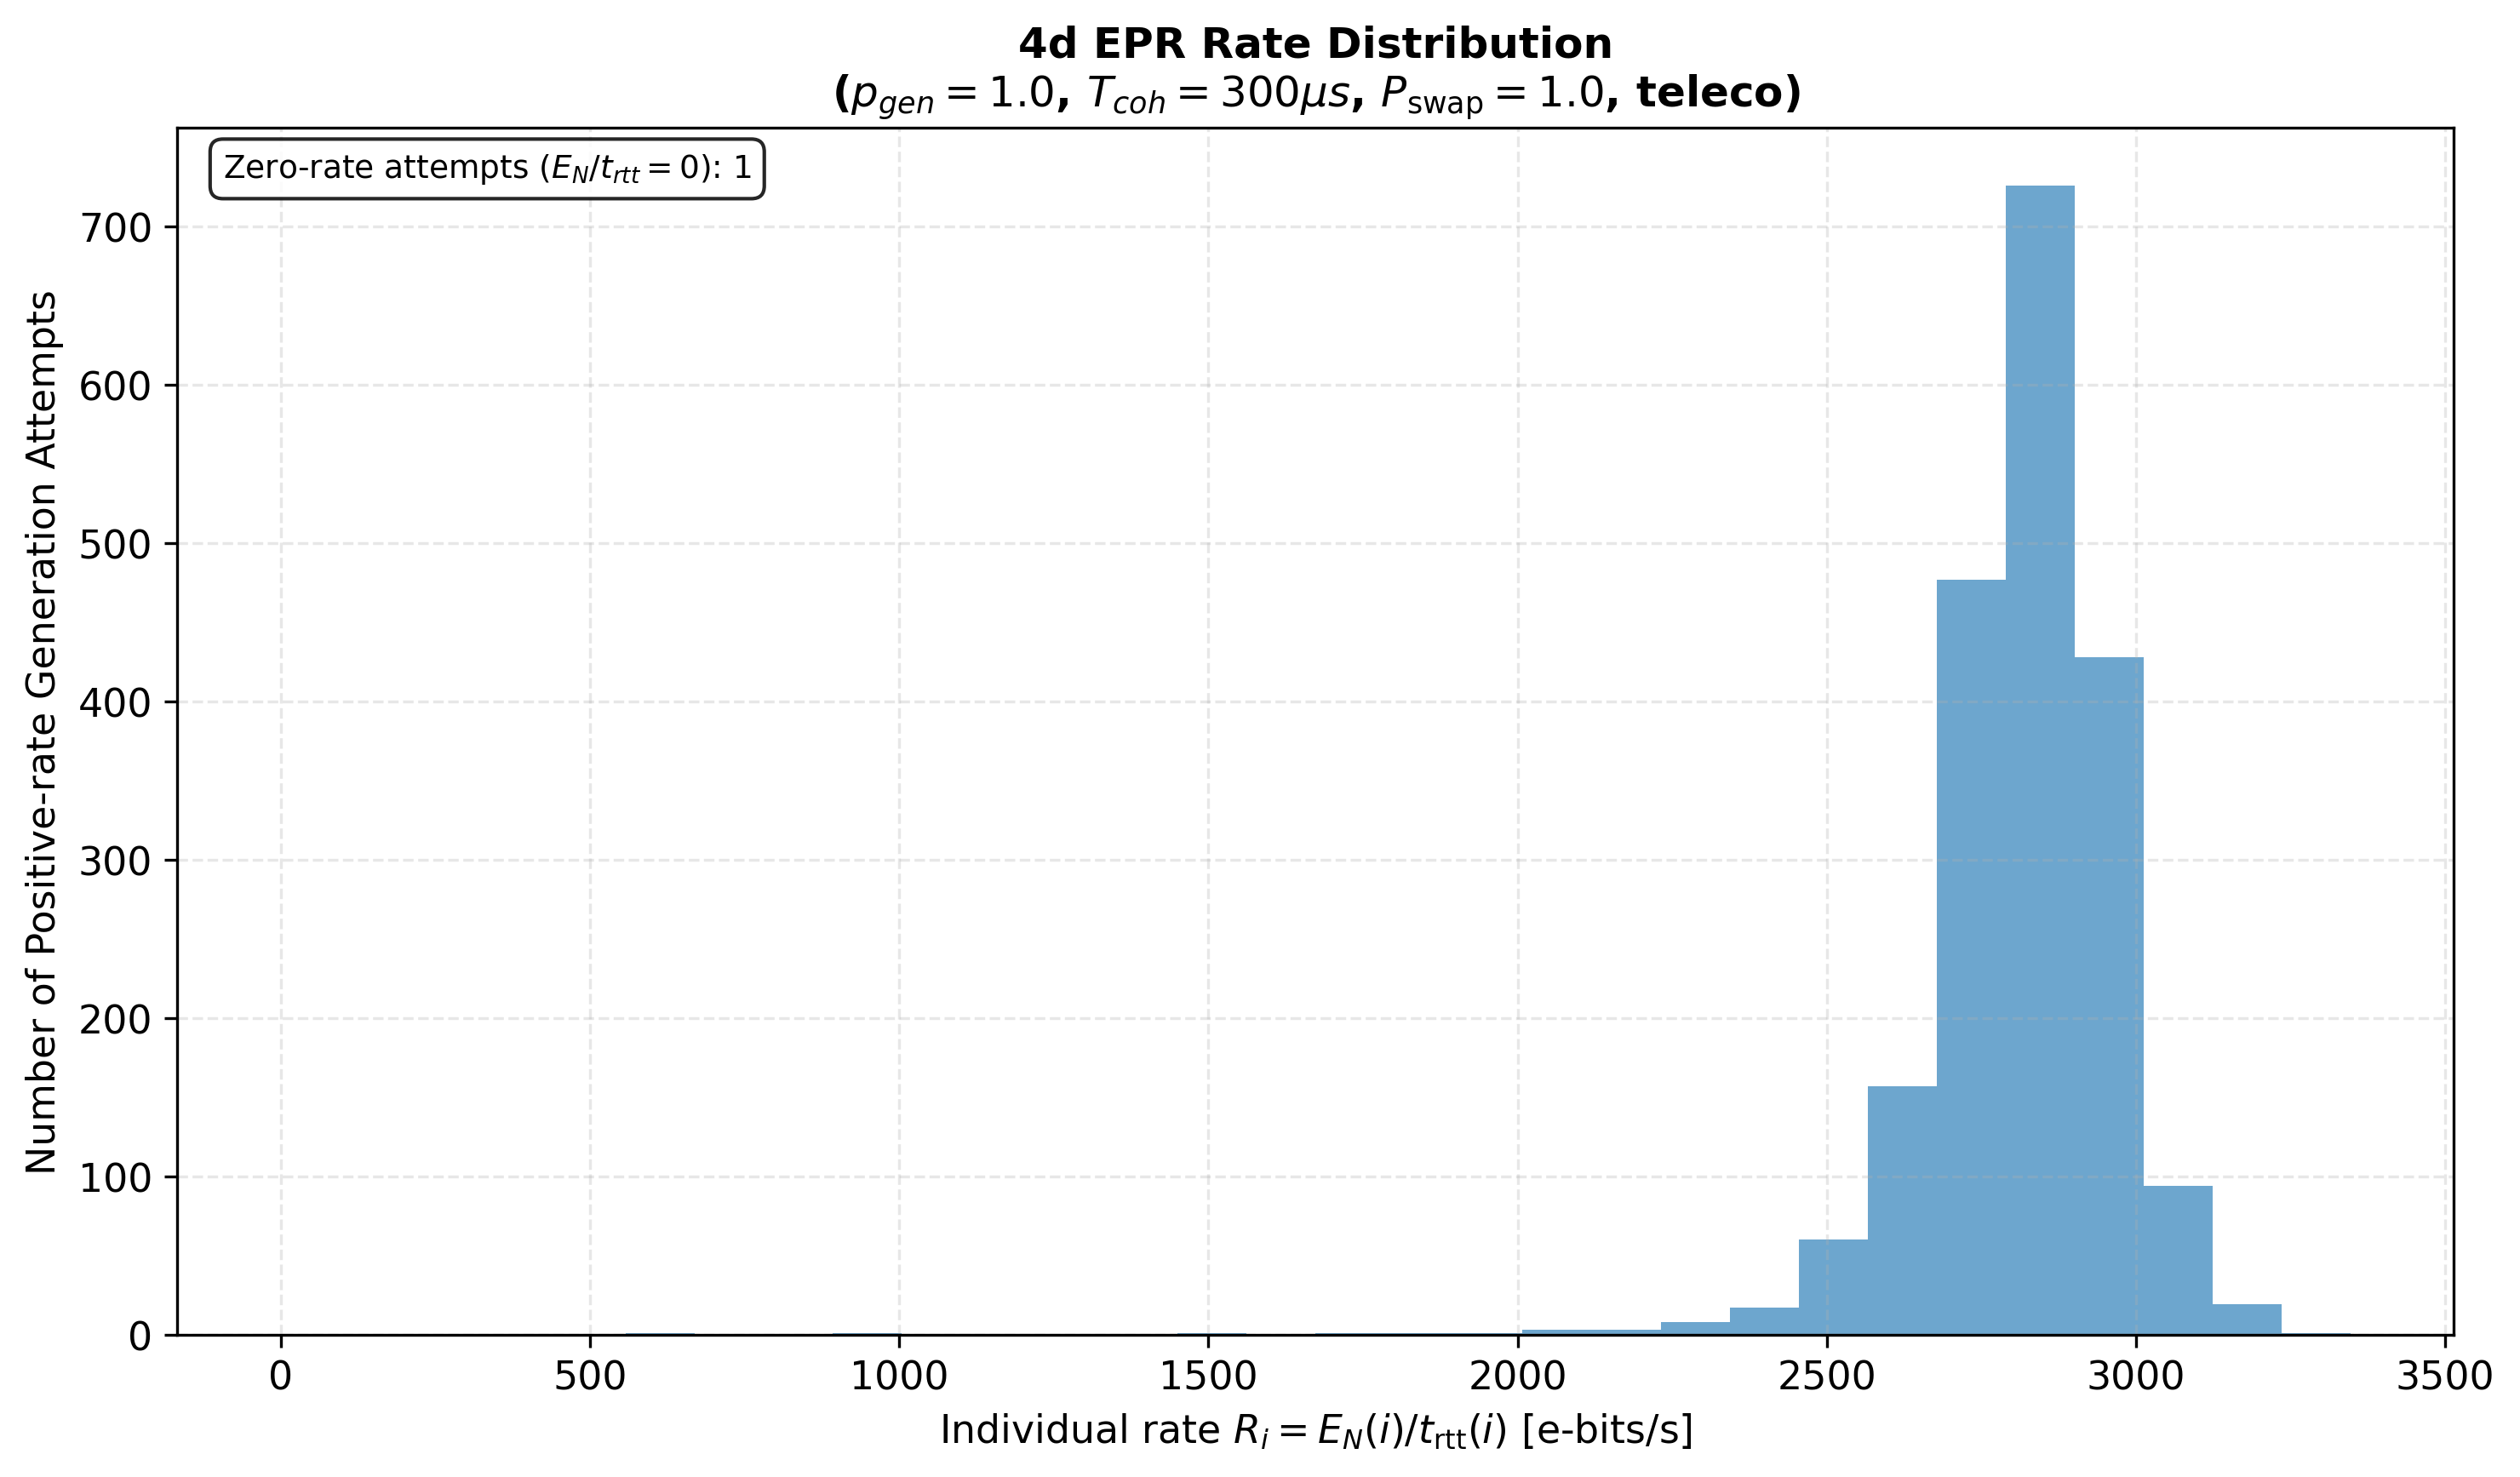 4d EPR Rate Distribution
(p_gen = 1.0, T_coh = 300μs, P_swap = 1.0, teleco)
Zero-rate attempts (E_N/t_rtt = 0): 1
Number of Positive-rate Generation Attempts
700
600
500
400
300
200
100
0
0 500 1000 1500 2000 2500 3000 3500
Individual rate R_i = E_N(i)/t_rtt(i) [e-bits/s]